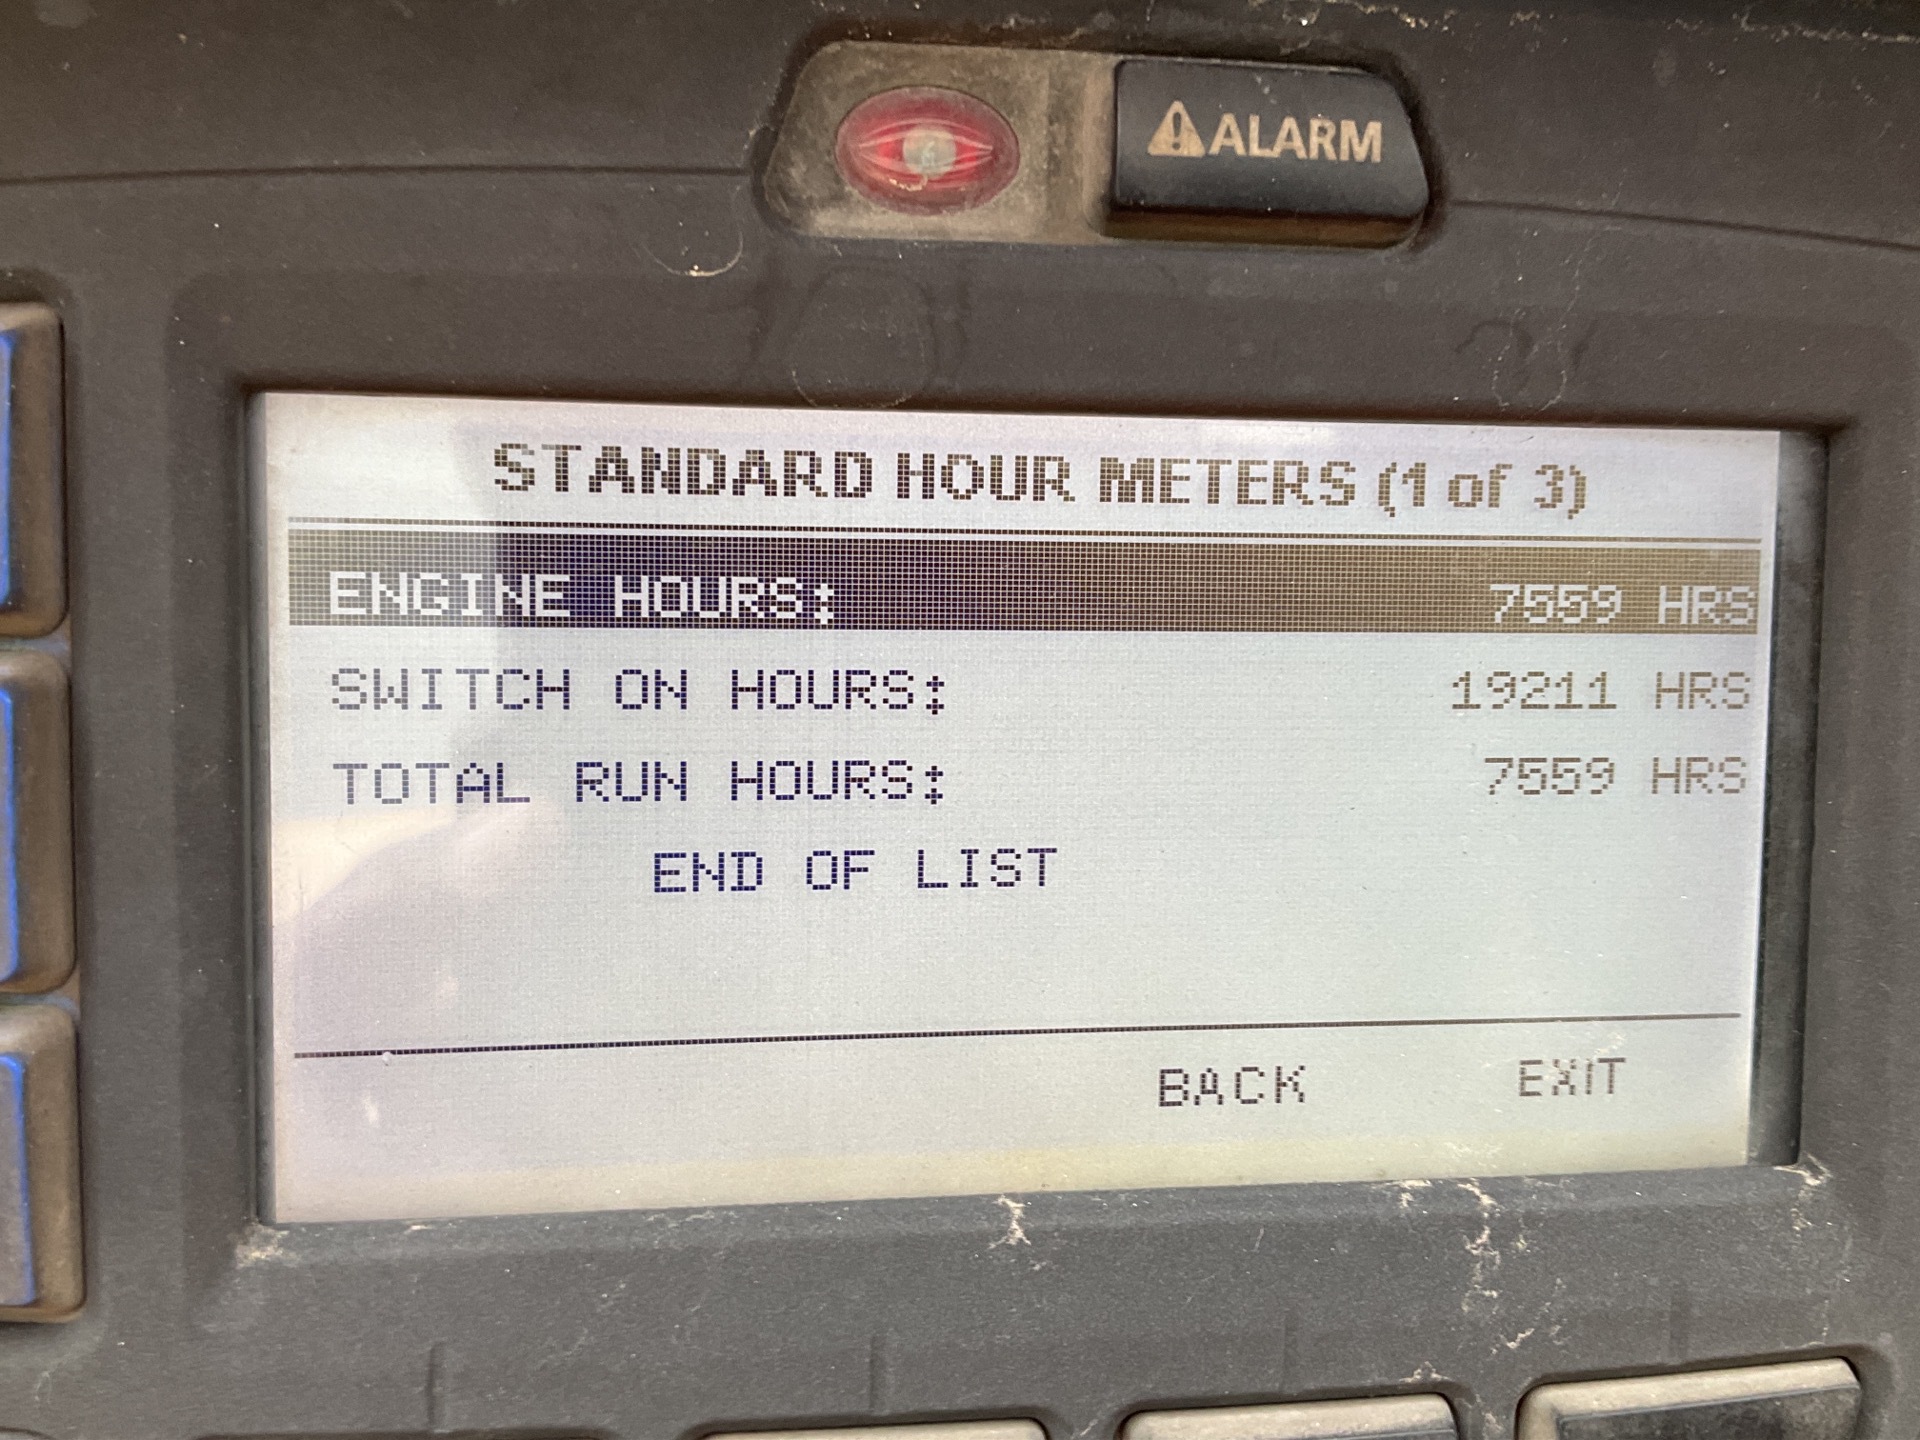 ALARM
STANDARD HOUR METERS (1 of 3)
ENGINE HOURS: 7559 HRS
SWITCH ON HOURS: 19211 HRS
TOTAL RUN HOURS: 7559 HRS
END OF LIST
BACK EXIT